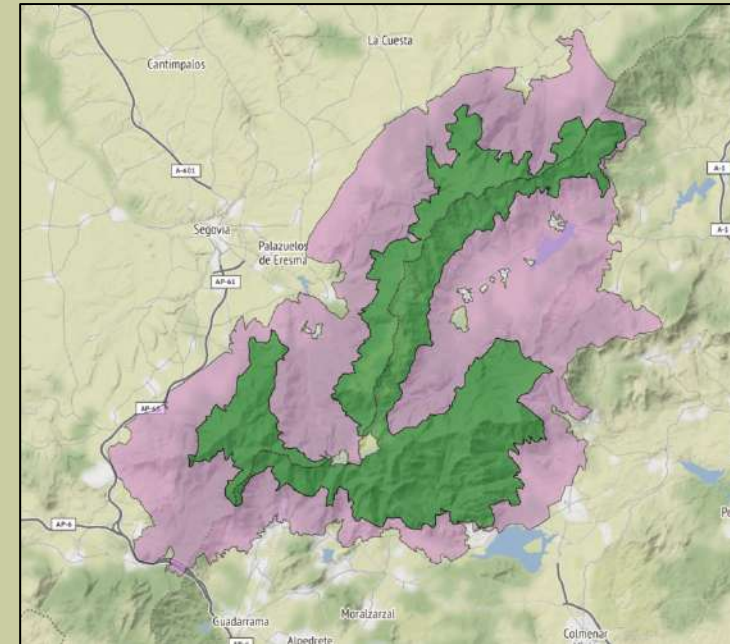 La Cuesta
Cantimpalos
A-601
A-1
Segovia
A-1
Palazuelos
de Eresma
AP-61
AP-61
AP-6
Guadarrama
Moralzarzal
Alpedrete
Colmenar